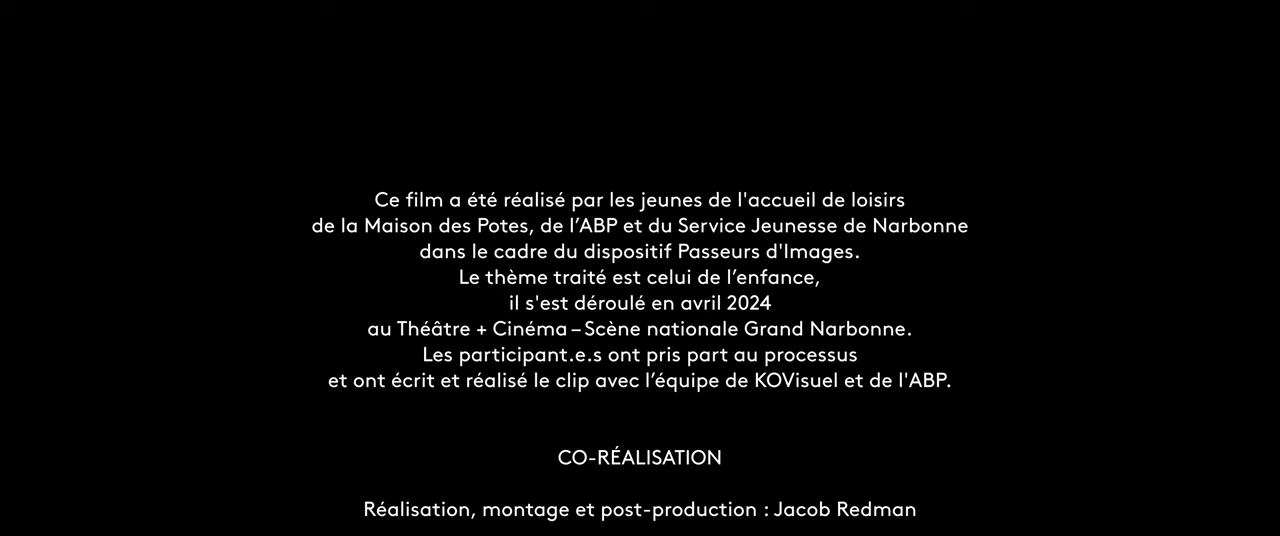 Ce film a été réalisé par les jeunes de l'accueil de loisirs
de la Maison des Potes, de l’ABP et du Service Jeunesse de Narbonne
dans le cadre du dispositif Passeurs d'Images.
Le thème traité est celui de l’enfance,
il s'est déroulé en avril 2024
au Théâtre + Cinéma – Scène nationale Grand Narbonne.
Les participant.e.s ont pris part au processus
et ont écrit et réalisé le clip avec l’équipe de KOVisuel et de l'ABP.
CO-RÉALISATION
Réalisation, montage et post-production : Jacob Redman